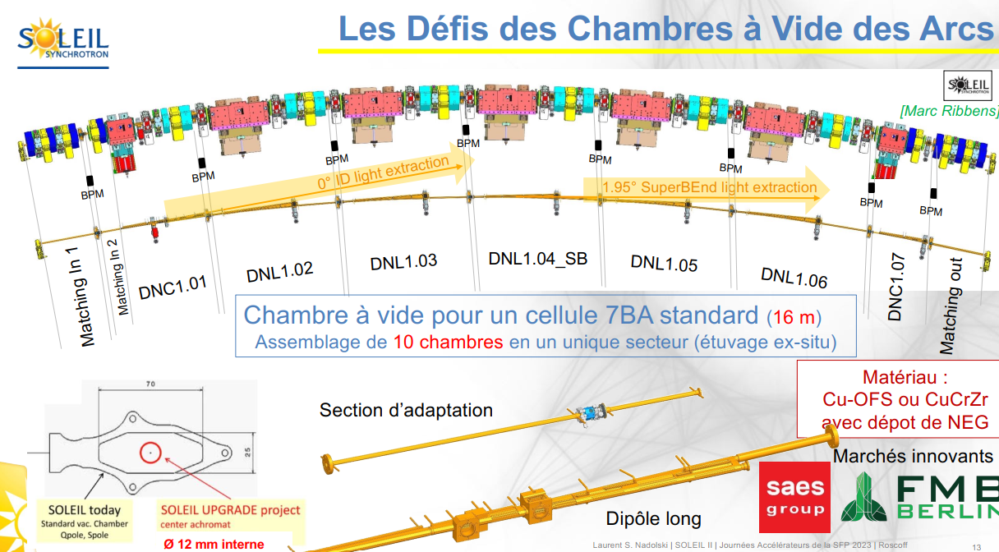 SOLEIL
SYNCHROTRON
Les Défis des Chambres à Vide des Arcs
SOLEIL
[Marc Ribbens]
BPM
BPM
BPM
BPM
BPM
BPM
BPM
BPM
0° ID light extraction
1.95° SuperBEnd light extraction
Matching In 1
Matching In 2
DNC1.01
DNL1.02
DNL1.03
DNL1.04_SB
DNL1.05
DNL1.06
DNC1.07
Matching out
Chambre à vide pour un cellule 7BA standard (16 m)
Assemblage de 10 chambres en un unique secteur (étuvage ex-situ)
Matériau :
Cu-OFS ou CuCrZr
avec dépot de NEG
70
25
SOLEIL today
Standard vac. Chamber
Qpole, Spole
SOLEIL UPGRADE project
center achromat
Ø 12 mm interne
Section d'adaptation
Dipôle long
Marchés innovants
saes
group
FMB
BERLIN
Laurent S. Nadolski | SOLEIL II | Journées Accélérateurs de la SFP 2023 | Roscoff
13